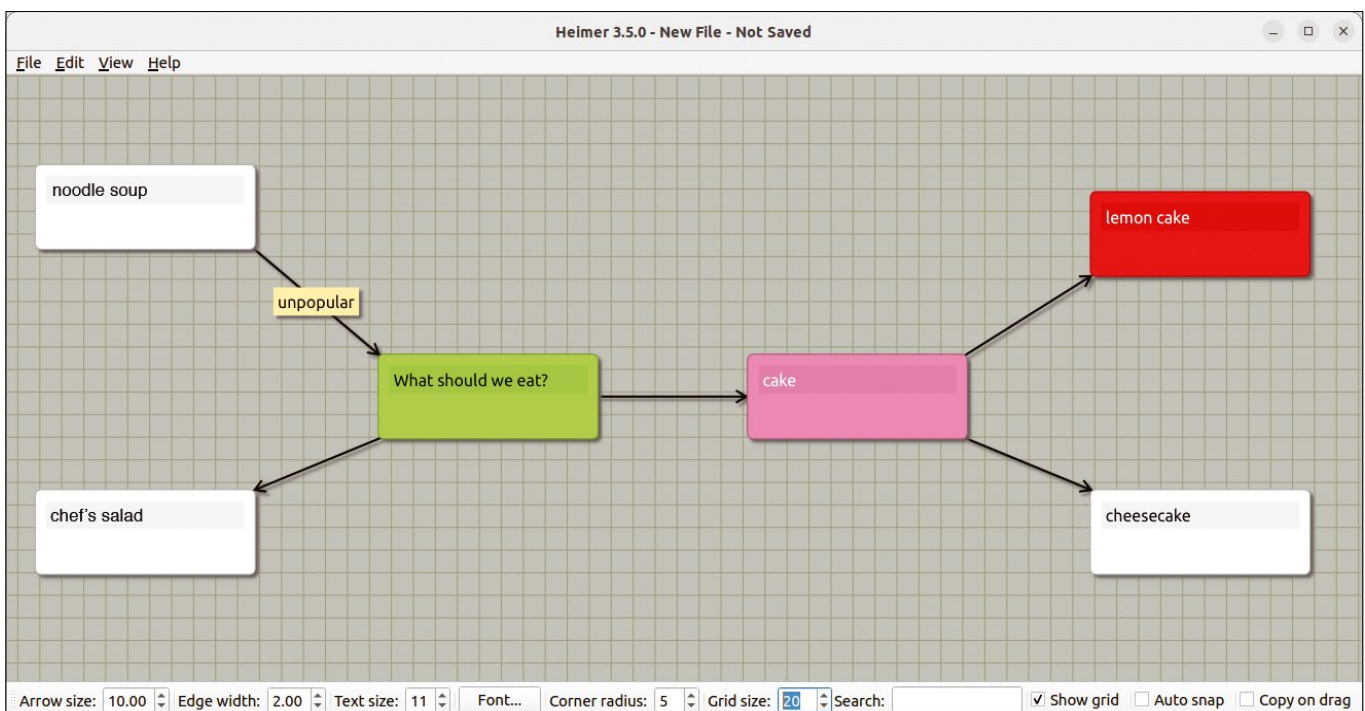 Heimer 3.5.0 - New File - Not Saved
File Edit View Help
noodle soup
lemon cake
unpopular
What should we eat?
cake
chef's salad
cheesecake
Arrow size: 10.00 Edge width: 2.00 Text size: 11 Font... Corner radius: 5 Grid size: 20 Search: Show grid Auto snap Copy on drag